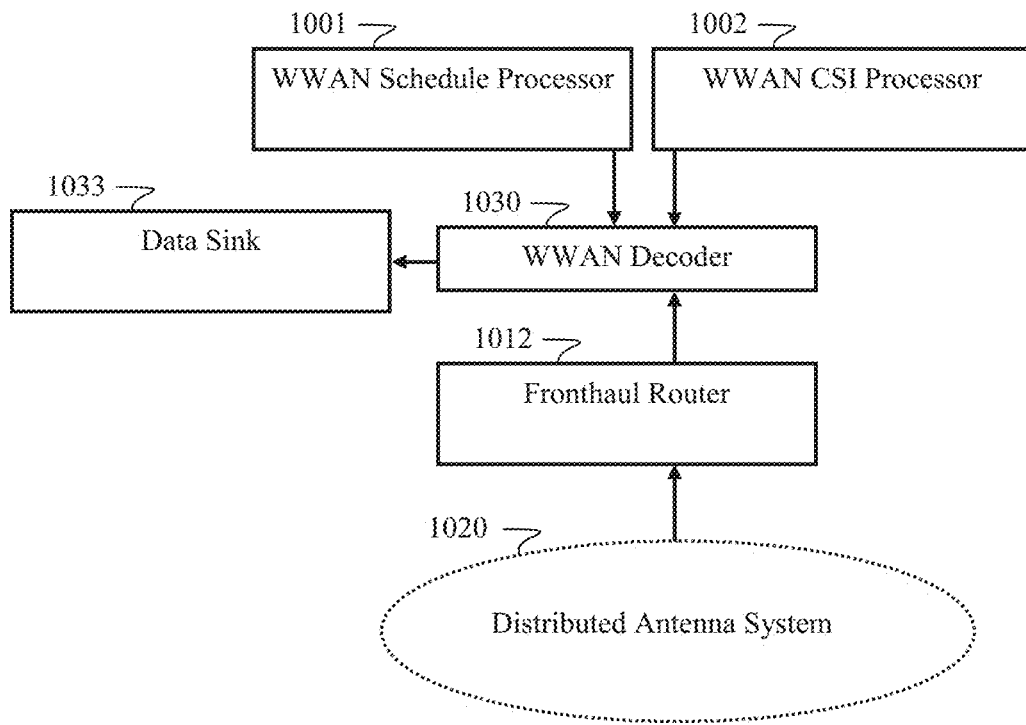 1001
1002
WWAN Schedule Processor
WWAN CSI Processor
1033
1030
Data Sink
WWAN Decoder
1012
Fronthaul Router
1020
Distributed Antenna System